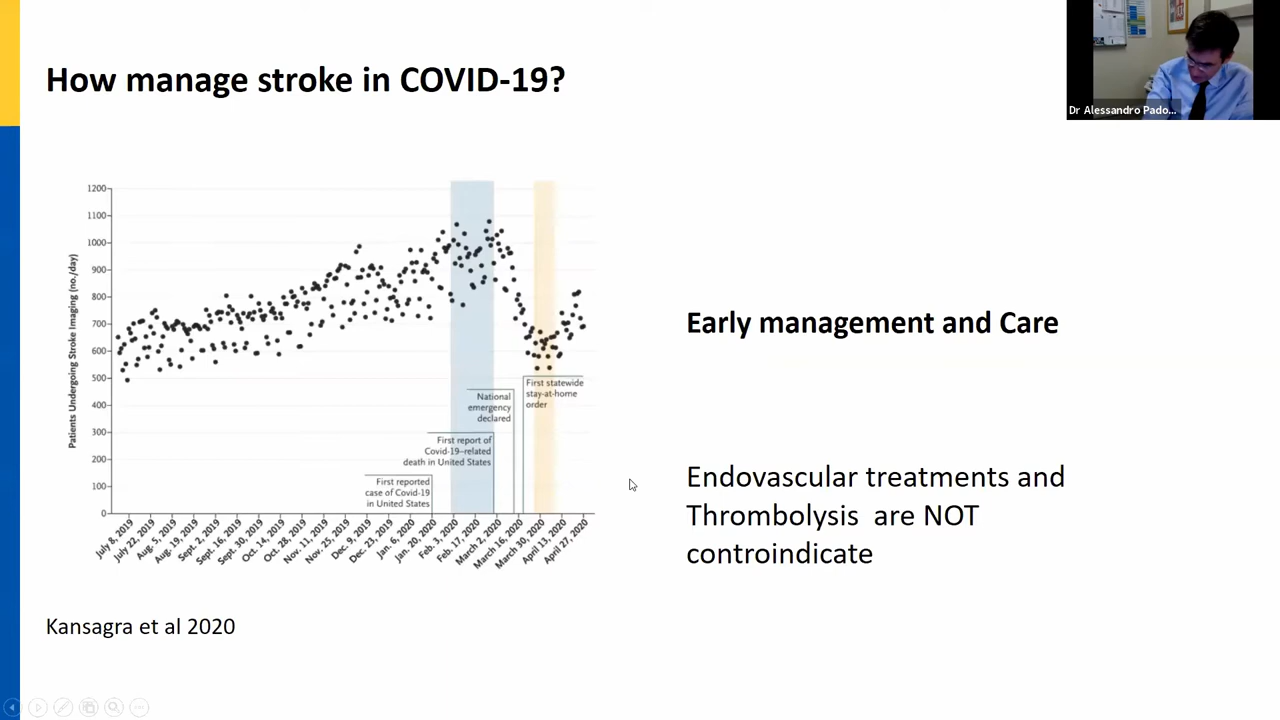 How manage stroke in COVID-19?
Dr Alessandro Pado...
Patients Undergoing Stroke Imaging (no./day)
1200
1100
1000
900
800
700
600
500
400
300
200
100
0
First reported
case of Covid-19
in United States
First report of
Covid-19–related
death in United States
National
emergency
declared
First statewide
stay-at-home
order
July 8, 2019
July 22, 2019
Aug. 5, 2019
Aug. 19, 2019
Sept. 2, 2019
Sept. 16, 2019
Sept. 30, 2019
Oct. 14, 2019
Oct. 28, 2019
Nov. 11, 2019
Nov. 25, 2019
Dec. 9, 2019
Dec. 23, 2019
Jan. 6, 2020
Jan. 20, 2020
Feb. 3, 2020
Feb. 17, 2020
March 2, 2020
March 16, 2020
March 30, 2020
April 13, 2020
April 27, 2020
Early management and Care
Endovascular treatments and
Thrombolysis are NOT
controindicate
Kansagra et al 2020